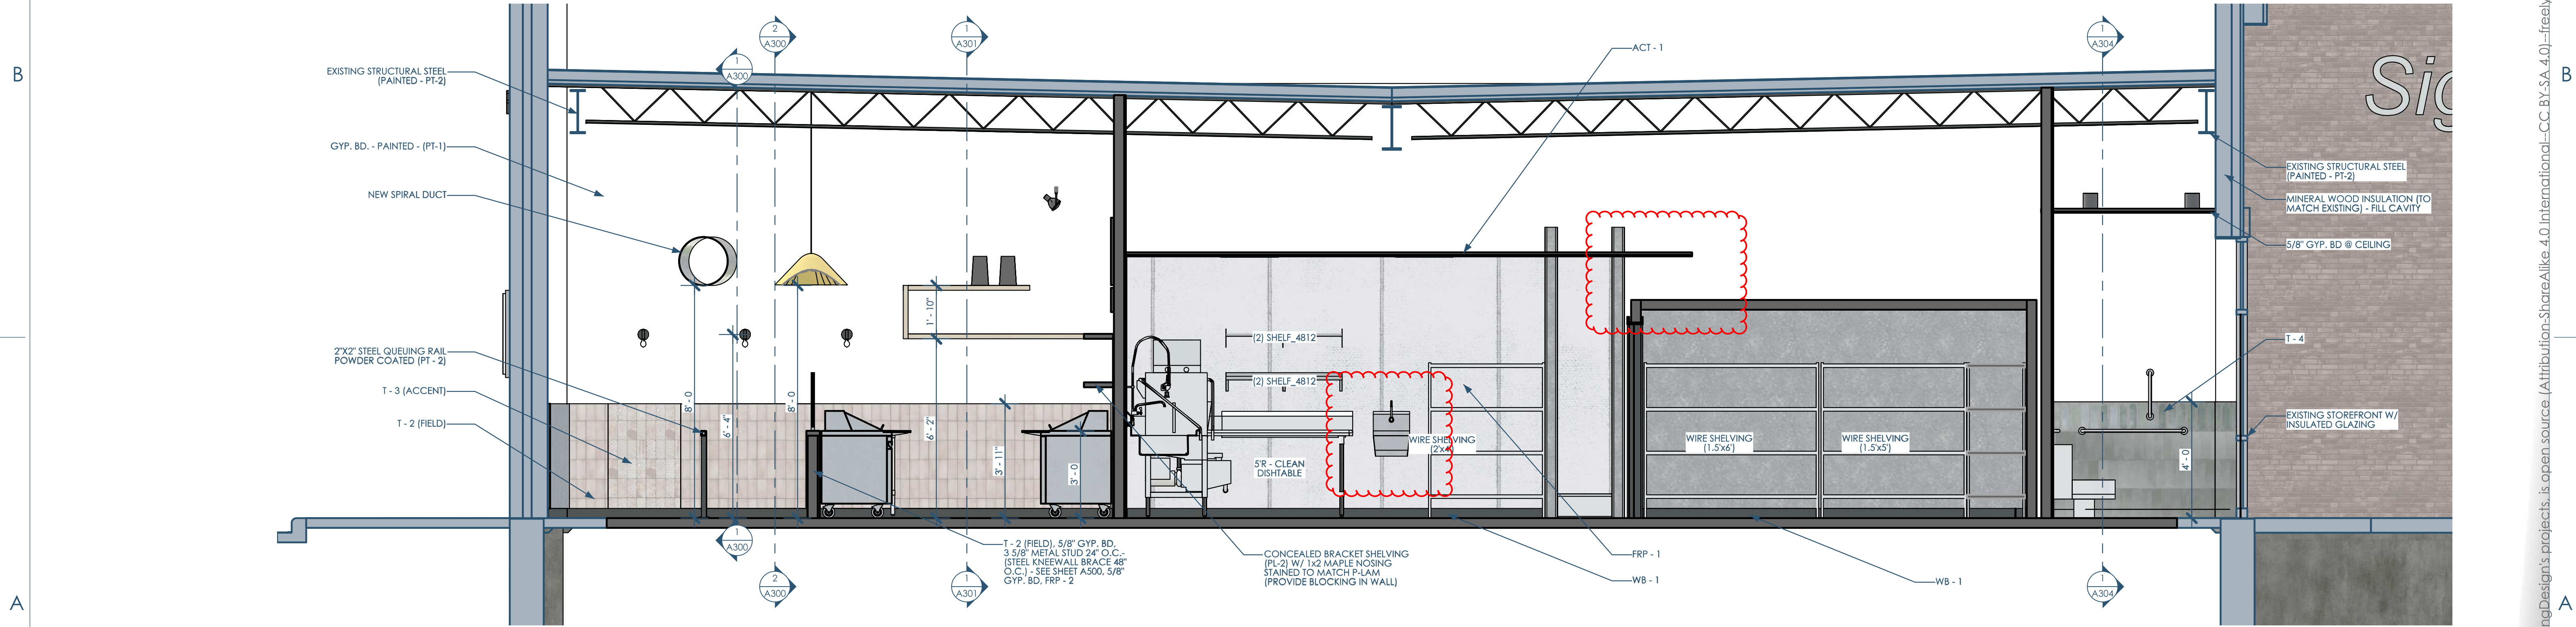 B
B
A
A
2
A300
1
A300
1
A301
1
A304
ACT - 1
EXISTING STRUCTURAL STEEL
(PAINTED - PT-2)
GYP. BD. - PAINTED - (PT-1)
NEW SPIRAL DUCT
2"X2" STEEL QUEUING RAIL
POWDER COATED (PT - 2)
T - 3 (ACCENT)
T - 2 (FIELD)
8' - 0
6' - 4"
8' - 0
1' - 10"
6' - 2"
3' - 11"
3' - 0
(2) SHELF_4812
(2) SHELF_4812
5'R - CLEAN
DISHTABLE
WIRE SHELVING
WIRE SHELVING
(1.5'x6')
WIRE SHELVING
(1.5'x5')
Sig
EXISTING STRUCTURAL STEEL
(PAINTED - PT-2)
MINERAL WOOD INSULATION (TO
MATCH EXISTING) - FILL CAVITY
5/8" GYP. BD @ CEILING
T - 4
EXISTING STOREFRONT W/
INSULATED GLAZING
4' - 0
T - 2 (FIELD), 5/8" GYP. BD,
3 5/8" METAL STUD 24" O.C.-
(STEEL KNEEWALL BRACE 48"
O.C.) - SEE SHEET A500, 5/8"
GYP. BD, FRP - 2
CONCEALED BRACKET SHELVING
(PL-2) W/ 1x2 MAPLE NOSING
STAINED TO MATCH P-LAM
(PROVIDE BLOCKING IN WALL)
FRP - 1
WB - 1
WB - 1
1
A300
2
A300
1
A301
1
A304
ngDesign's projects, is open source (Attribution-ShareAlike 4.0 International--CC BY-SA 4.0)--freely